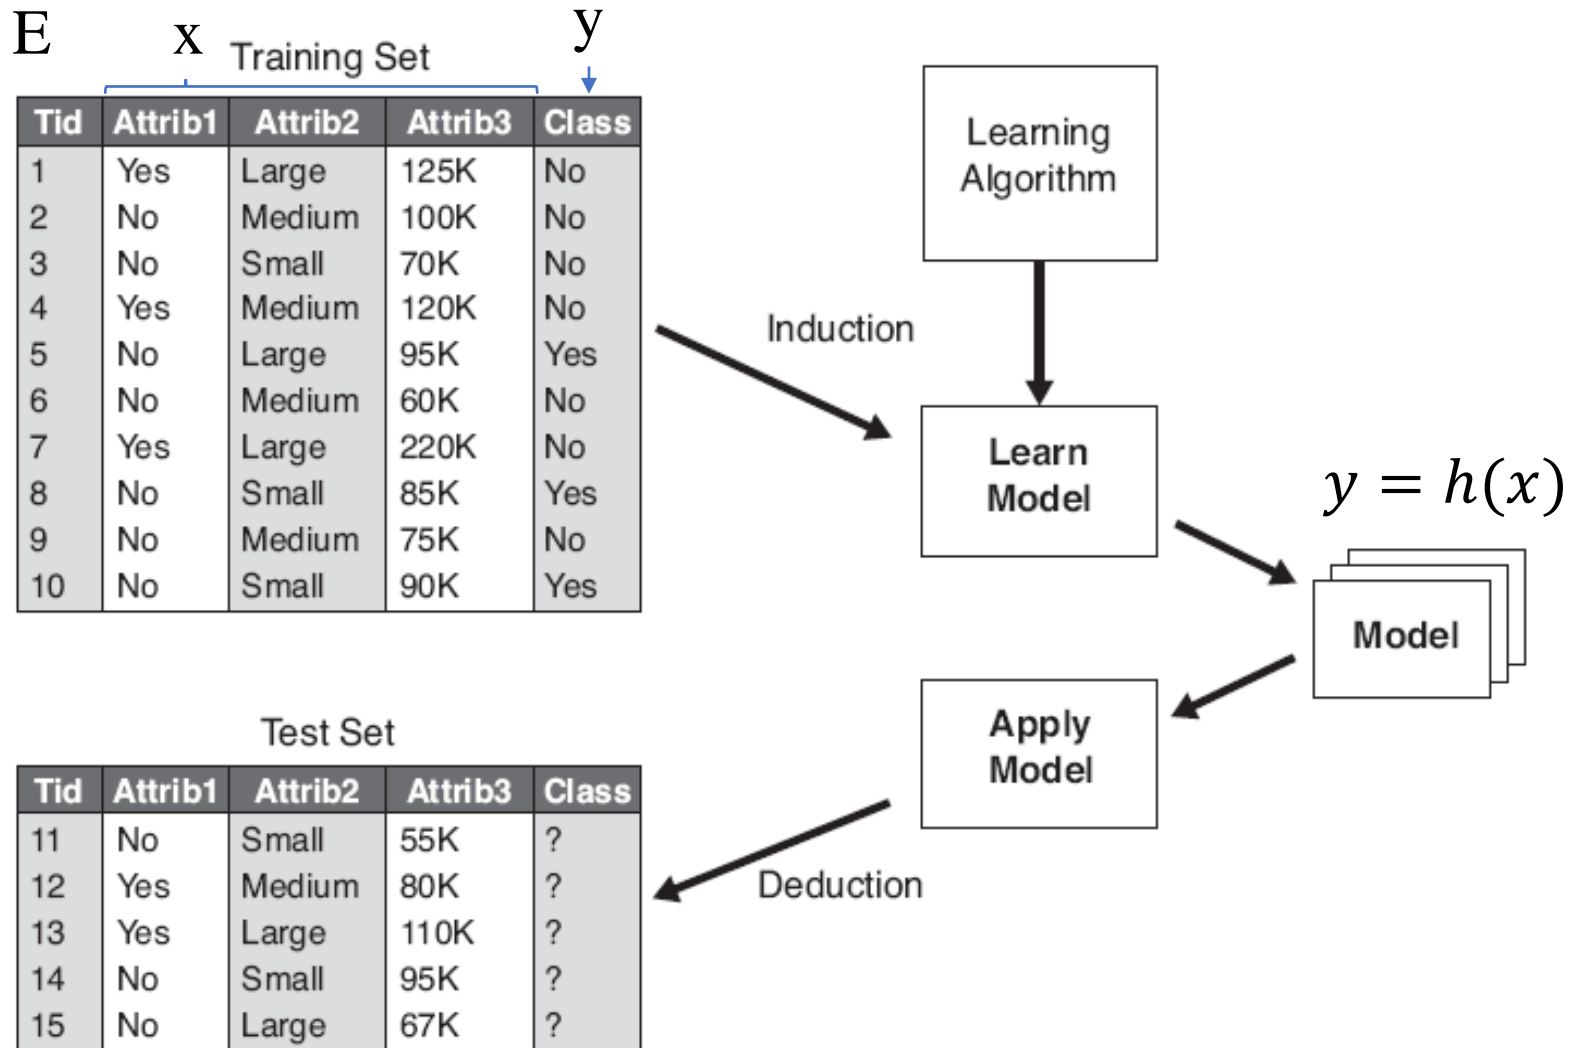 E
x
y
Training Set
Tid Attrib1 Attrib2 Attrib3 Class
1 Yes Large 125K No
2 No Medium 100K No
3 No Small 70K No
4 Yes Medium 120K No
5 No Large 95K Yes
6 No Medium 60K No
7 Yes Large 220K No
8 No Small 85K Yes
9 No Medium 75K No
10 No Small 90K Yes
Learning
Algorithm
Induction
Learn
Model
y = h(x)
Model
Apply
Model
Deduction
Test Set
Tid Attrib1 Attrib2 Attrib3 Class
11 No Small 55K ?
12 Yes Medium 80K ?
13 Yes Large 110K ?
14 No Small 95K ?
15 No Large 67K ?